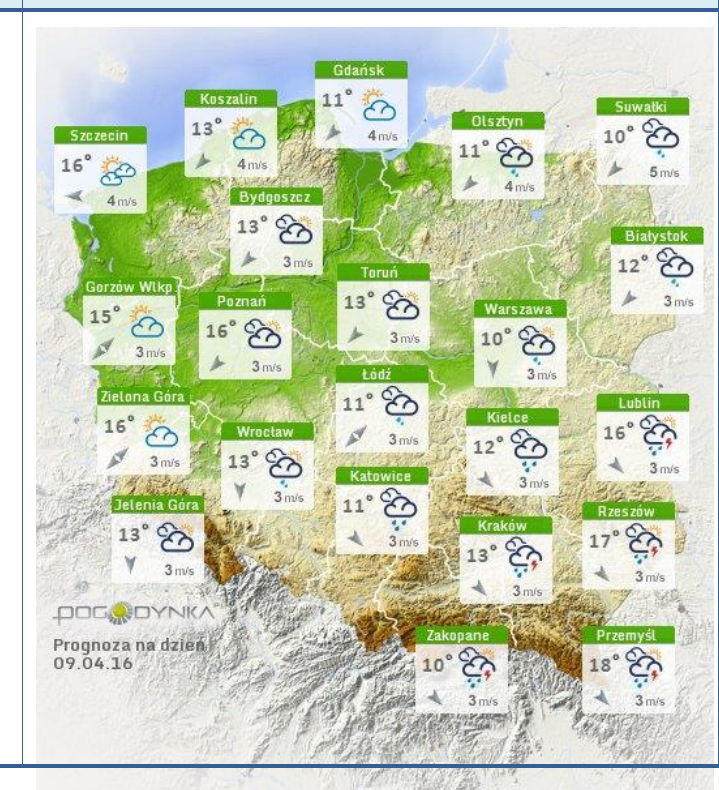 Gdańsk
11°
4 m/s
Koszalin
13°
4 m/s
Suwałki
10°
5 m/s
Olsztyn
11°
4 m/s
Szczecin
16°
4 m/s
Bydgoszcz
13°
3 m/s
Białystok
12°
3 m/s
Toruń
13°
3 m/s
Gorzów Wlkp.
15°
3 m/s
Poznań
16°
3 m/s
Warszawa
10°
3 m/s
Łódź
11°
3 m/s
Zielona Góra
16°
3 m/s
Lublin
16°
3 m/s
Kielce
12°
3 m/s
Wrocław
13°
3 m/s
Katowice
11°
3 m/s
Jelenia Góra
13°
3 m/s
Rzeszów
17°
3 m/s
Kraków
13°
3 m/s
POGODYNKA
Prognoza na dzień
09.04.16
Zakopane
10°
3 m/s
Przemyśl
18°
3 m/s